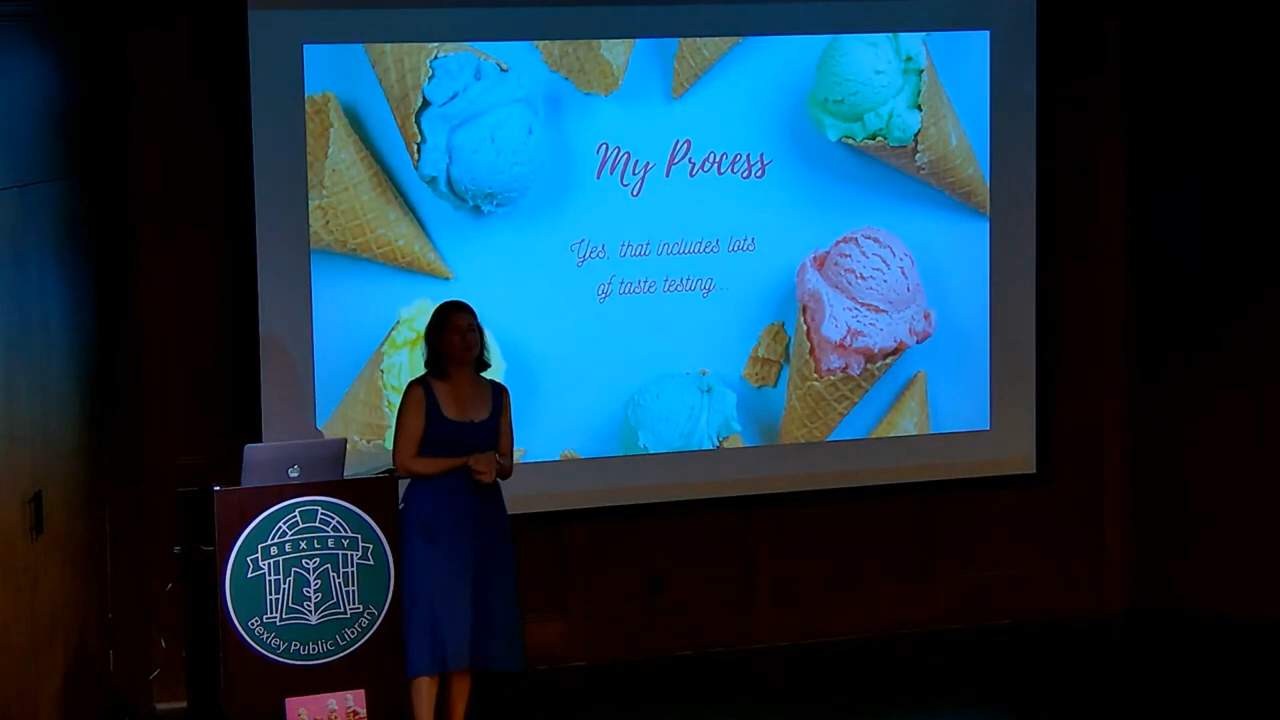 My Process
Yes, that includes lots
of taste testing...
BEXLEY
Bexley Public Library